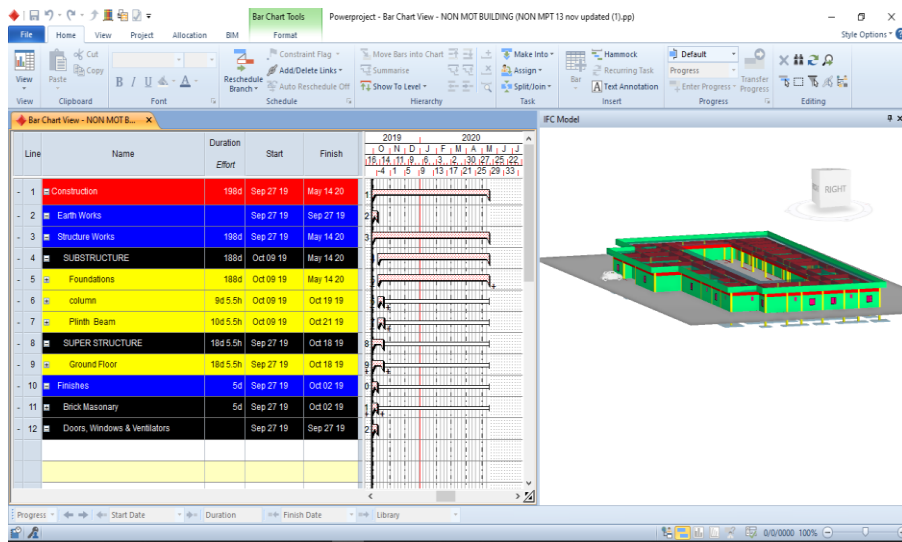 Bar Chart Tools
Powerproject - Bar Chart View - NON MOT BUILDING (NON MPT 13 nov updated (1).pp)
File Home View Project Allocation BIM Format Style Options
View Paste Cut Copy Reschedule Branch Constraint Flag Add/Delete Links Auto Reschedule Off Move Bars into Chart Summarise Show To Level Make Into Assign Split/Join Bar Hammock Recurring Task Text Annotation Default Progress Enter Progress Transfer Progress
View Clipboard Font Schedule Hierarchy Task Insert Progress Editing
Bar Chart View - NON MOT B... X
IFC Model
Line Name Duration Effort Start Finish
2019 2020
O N D J F M A M J J
1 Construction 198d Sep 27 19 May 14 20
2 Earth Works Sep 27 19 Sep 27 19
3 Structure Works 198d Sep 27 19 May 14 20
4 SUBSTRUCTURE 188d Oct 09 19 May 14 20
5 Foundations 188d Oct 09 19 May 14 20
6 column 9d 5.5h Oct 09 19 Oct 19 19
7 Plinth Beam 10d 5.5h Oct 09 19 Oct 21 19
8 SUPER STRUCTURE 18d 5.5h Sep 27 19 Oct 18 19
9 Ground Floor 18d 5.5h Sep 27 19 Oct 18 19
10 Finishes 5d Sep 27 19 Oct 02 19
11 Brick Masonary 5d Sep 27 19 Oct 02 19
12 Doors, Windows & Ventilators Sep 27 19 Sep 27 19
RIGHT
Progress Start Date Duration Finish Date Library
0/0/0000 100%